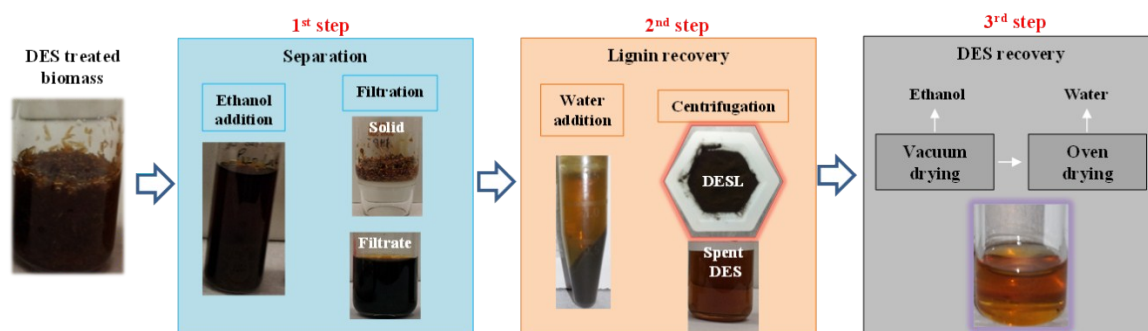 DES treated
biomass
1st step
Separation
Ethanol
addition
Filtration
Solid
Filtrate
2nd step
Lignin recovery
Water
addition
Centrifugation
DESL
Spent
DES
3rd step
DES recovery
Ethanol
Water
Vacuum
drying
Oven
drying